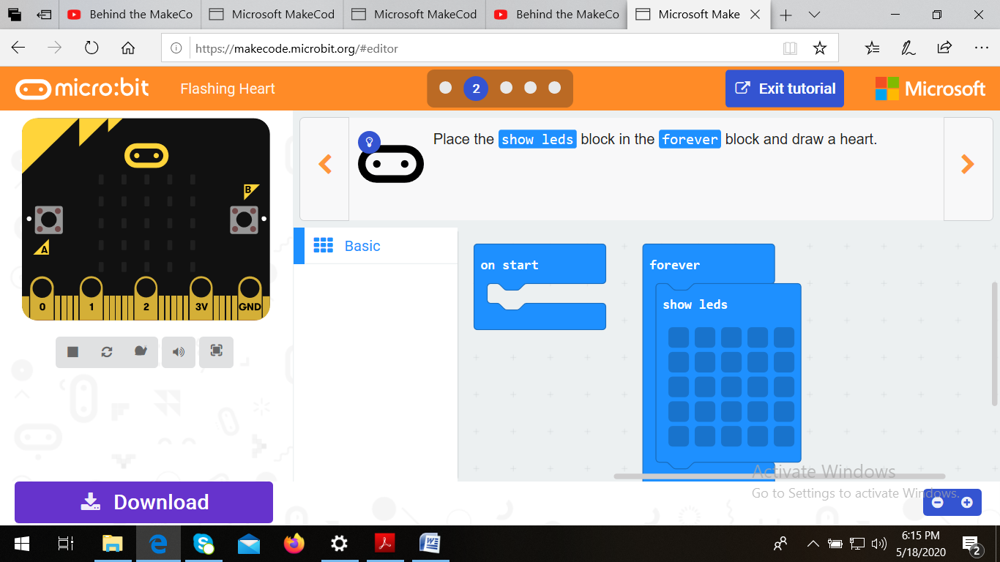 Behind the MakeCo
Microsoft MakeCod
Microsoft MakeCod
Behind the MakeCo
Microsoft Make
https://makecode.microbit.org/#editor
micro:bit
Flashing Heart
2
Exit tutorial
Microsoft
Place the show leds block in the forever block and draw a heart.
B
A
0 1 2 3V GND
Basic
on start
forever
show leds
Activate Windows
Go to Settings to activate Windows.
Download
6:15 PM
5/18/2020
2